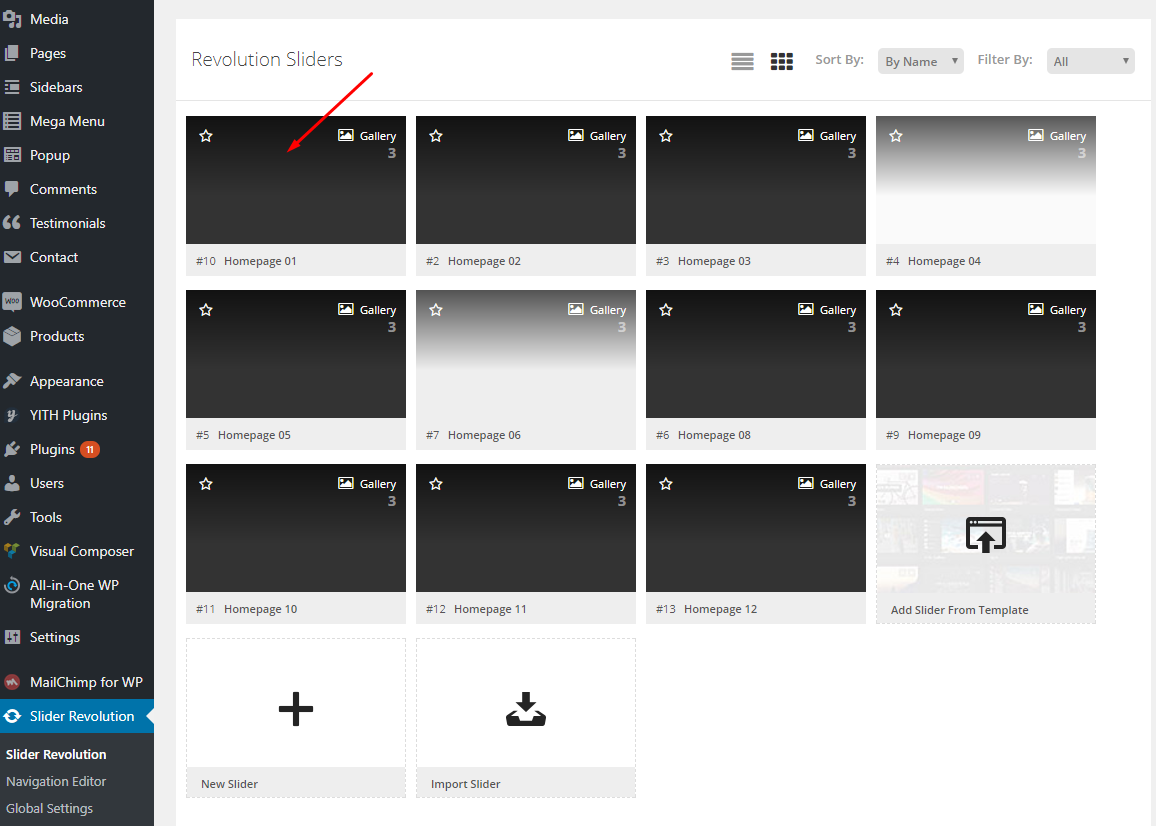 Media
Pages
Sidebars
Mega Menu
Popup
Comments
Testimonials
Contact
WOO
WooCommerce
Products
Appearance
YITH Plugins
Plugins 11
Users
Tools
Visual Composer
All-in-One WP
Migration
Settings
MailChimp for WP
Slider Revolution
Slider Revolution
Navigation Editor
Global Settings
Revolution Sliders
Sort By: By Name Filter By: All
Gallery Gallery Gallery Gallery
3 3 3 3
#10 Homepage 01 #2 Homepage 02 #3 Homepage 03 #4 Homepage 04
Gallery Gallery Gallery Gallery
3 3 3 3
#5 Homepage 05 #7 Homepage 06 #6 Homepage 08 #9 Homepage 09
Gallery Gallery Gallery
3 3 3
#11 Homepage 10 #12 Homepage 11 #13 Homepage 12 Add Slider From Template
New Slider Import Slider